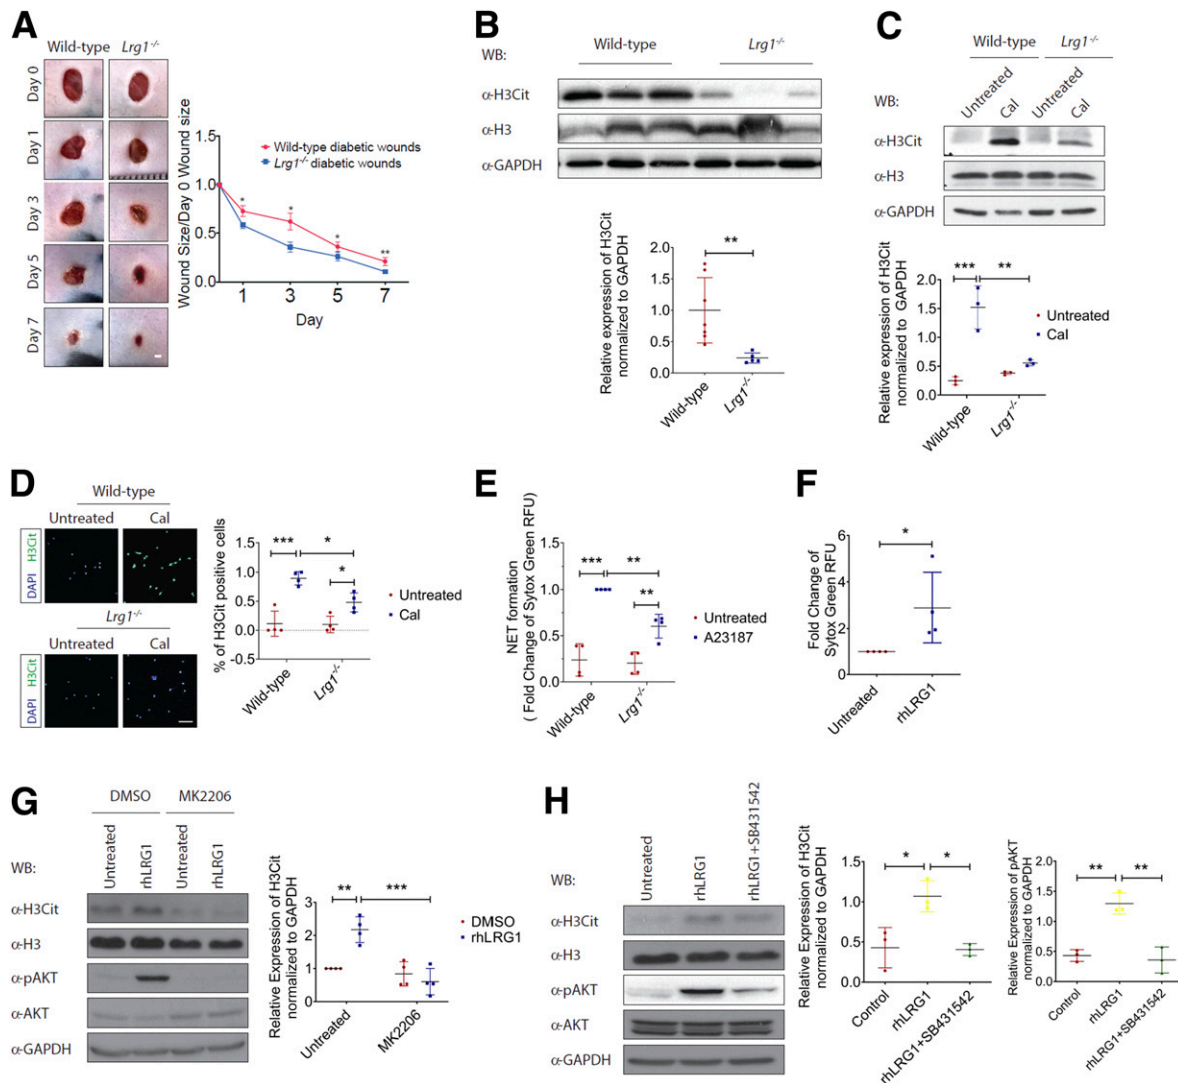 A
Wild-type Lrg1-/-
Day 0
Day 1
Day 3
Day 5
Day 7
Wound Size/Day 0 Wound size
1.5
1.0
0.5
0.0
Wild-type diabetic wounds
Lrg1-/- diabetic wounds
* * * **
1 3 5 7
Day
B
Wild-type Lrg1-/-
WB:
α-H3Cit
α-H3
α-GAPDH
Relative expression of H3Cit
normalized to GAPDH
2.0
1.5
1.0
0.5
0.0
**
Wild-type
Lrg1-/-
C
Wild-type Lrg1-/-
WB:
Untreated
Cal
Untreated
Cal
α-H3Cit
α-H3
α-GAPDH
Relative expression of H3Cit
normalized to GAPDH
2.0
1.5
1.0
0.5
0.0
*** **
Untreated
Cal
Wild-type
Lrg1-/-
D
Wild-type
Untreated Cal
DAPI H3Cit
Lrg1-/-
Untreated Cal
DAPI H3Cit
% of H3Cit positive cells
1.5
1.0
0.5
0.0
-0.5
*** *
*
Untreated
Cal
Wild-type
Lrg1-/-
E
NET formation
( Fold Change of Sytox Green RFU)
1.5
1.0
0.5
0.0
*** **
**
Untreated
A23187
Wild-type
Lrg1-/-
F
Fold Change of
Sytox Green RFU
6
4
2
0
*
Untreated
rhLRG1
G
DMSO MK2206
WB:
Untreated
rhLRG1
Untreated
rhLRG1
α-H3Cit
α-H3
α-pAKT
α-AKT
α-GAPDH
Relative Expression of H3Cit
normalized to GAPDH
3
2
1
0
** ***
DMSO
rhLRG1
Untreated
MK2206
H
WB:
Untreated
rhLRG1
rhLRG1+SB431542
α-H3Cit
α-H3
α-pAKT
α-AKT
α-GAPDH
Relative Expression of H3Cit
normalized to GAPDH
1.5
1.0
0.5
0.0
* *
Control
rhLRG1
rhLRG1+SB431542
Relative Expression of pAKT
normalized to GAPDH
2.0
1.5
1.0
0.5
0.0
** **
Control
rhLRG1
rhLRG1+SB431542